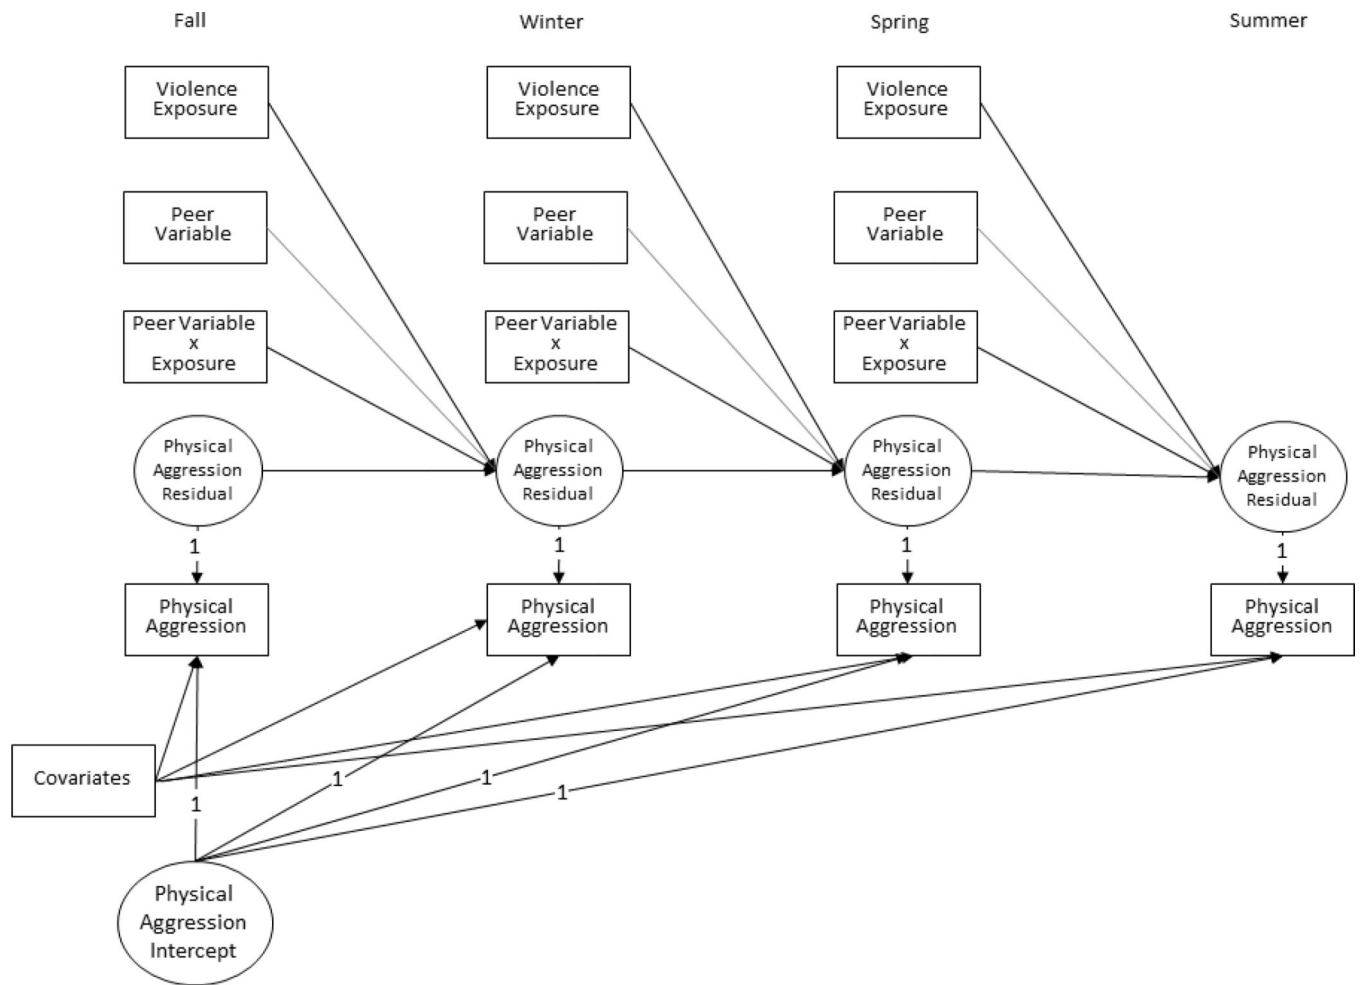 Fall
Winter
Spring
Summer
Violence
Exposure
Violence
Exposure
Violence
Exposure
Peer
Variable
Peer
Variable
Peer
Variable
Peer Variable
x
Exposure
Peer Variable
x
Exposure
Peer Variable
x
Exposure
Physical
Aggression
Residual
Physical
Aggression
Residual
Physical
Aggression
Residual
Physical
Aggression
Residual
1
1
1
1
Physical
Aggression
Physical
Aggression
Physical
Aggression
Physical
Aggression
Covariates
1
1
1
1
Physical
Aggression
Intercept